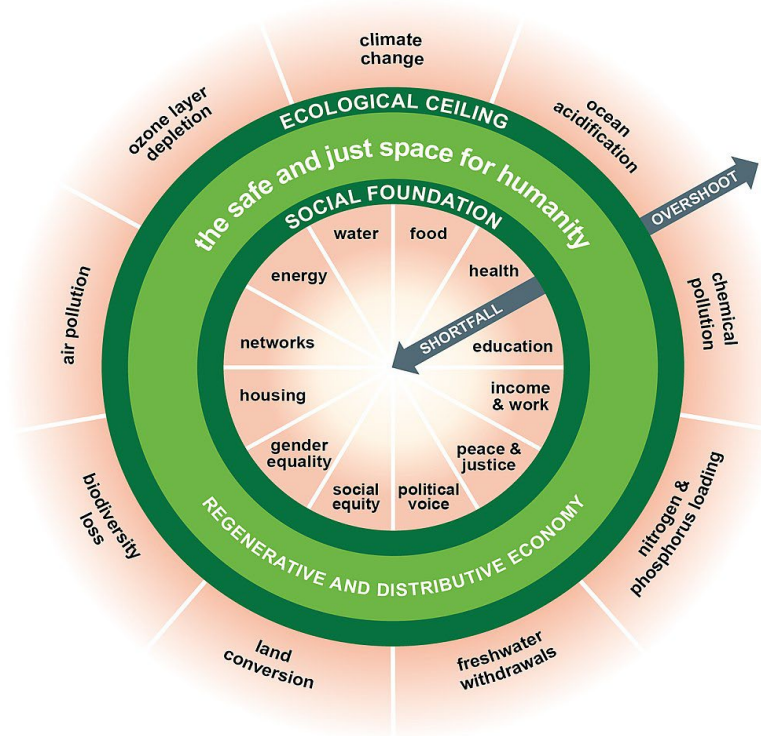 climate
change
ocean
acidification
OVERSHOOT
chemical
pollution
nitrogen &
phosphorus loading
freshwater
withdrawals
land
conversion
biodiversity
loss
air pollution
ozone layer
depletion
ECOLOGICAL CEILING
the safe and just space for humanity
SOCIAL FOUNDATION
water
food
health
SHORTFALL
education
income
& work
peace &
justice
political
voice
social
equity
gender
equality
housing
networks
energy
REGENERATIVE AND DISTRIBUTIVE ECONOMY